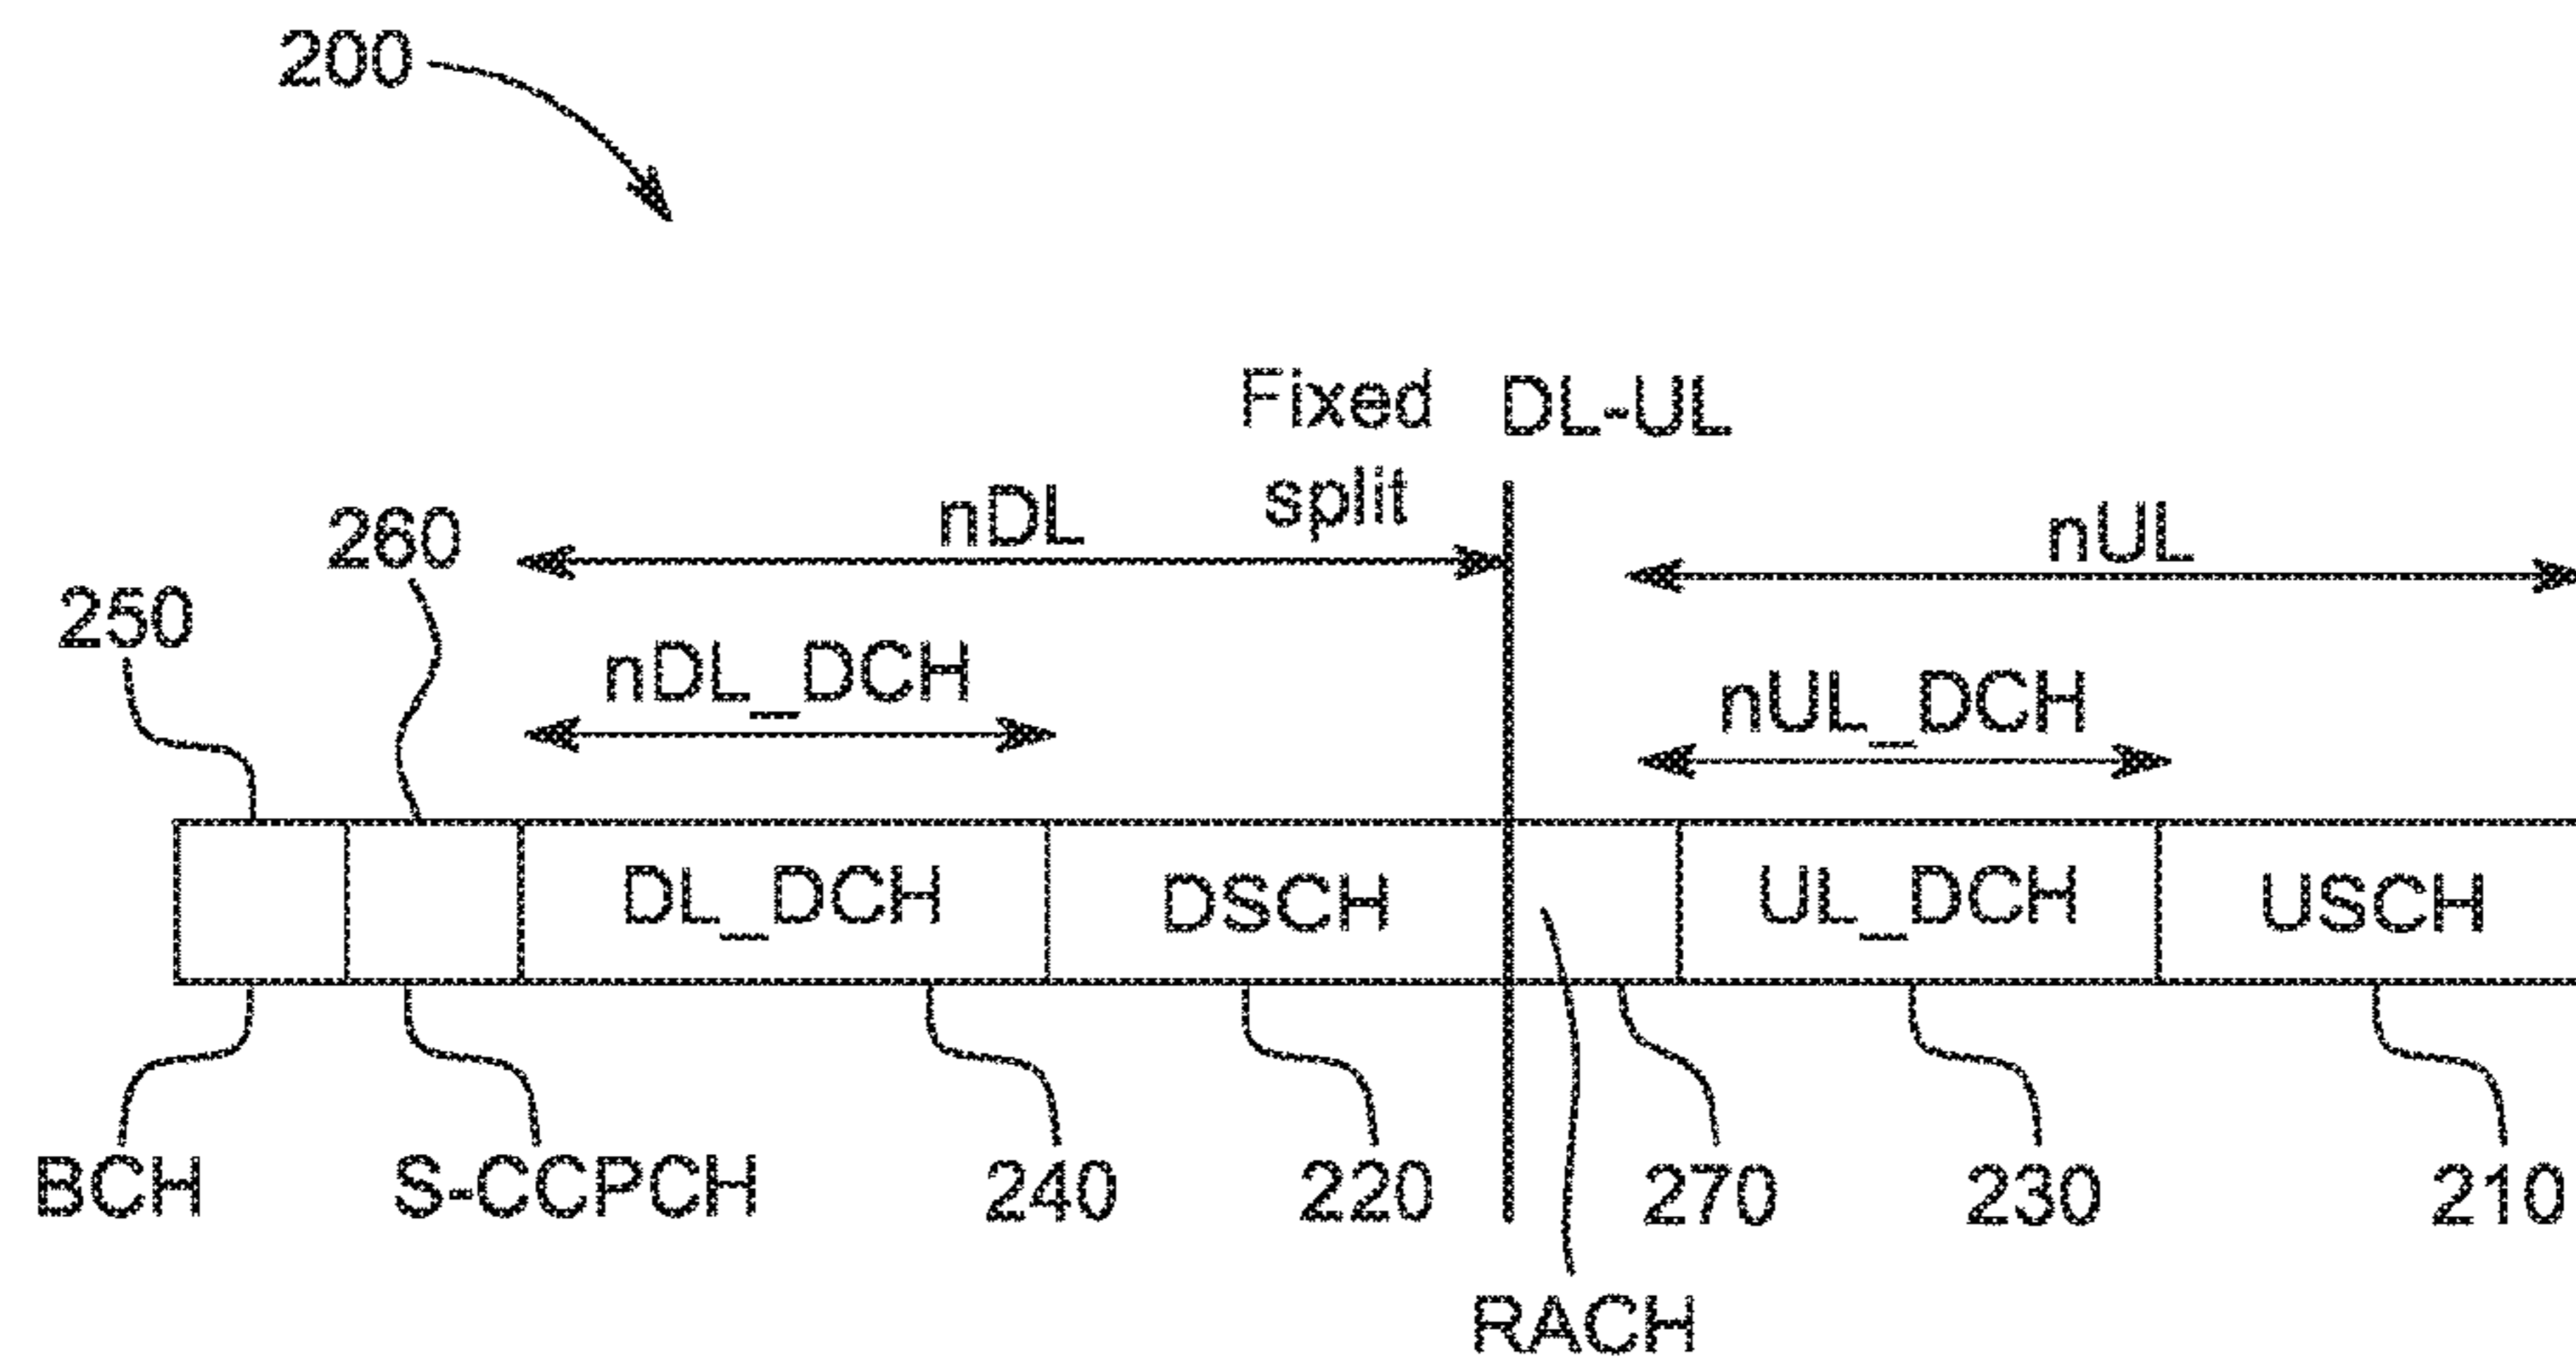 200
Fixed DL-UL
split
nDL
nUL
260
250
nDL_DCH
nUL_DCH
DL_DCH
DSCH
UL_DCH
USCH
BCH
S-CCPCH
240
220
270
230
210
RACH